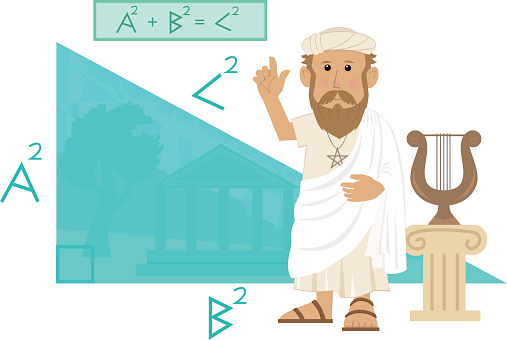 A² + B² = C²
C²
A²
B²